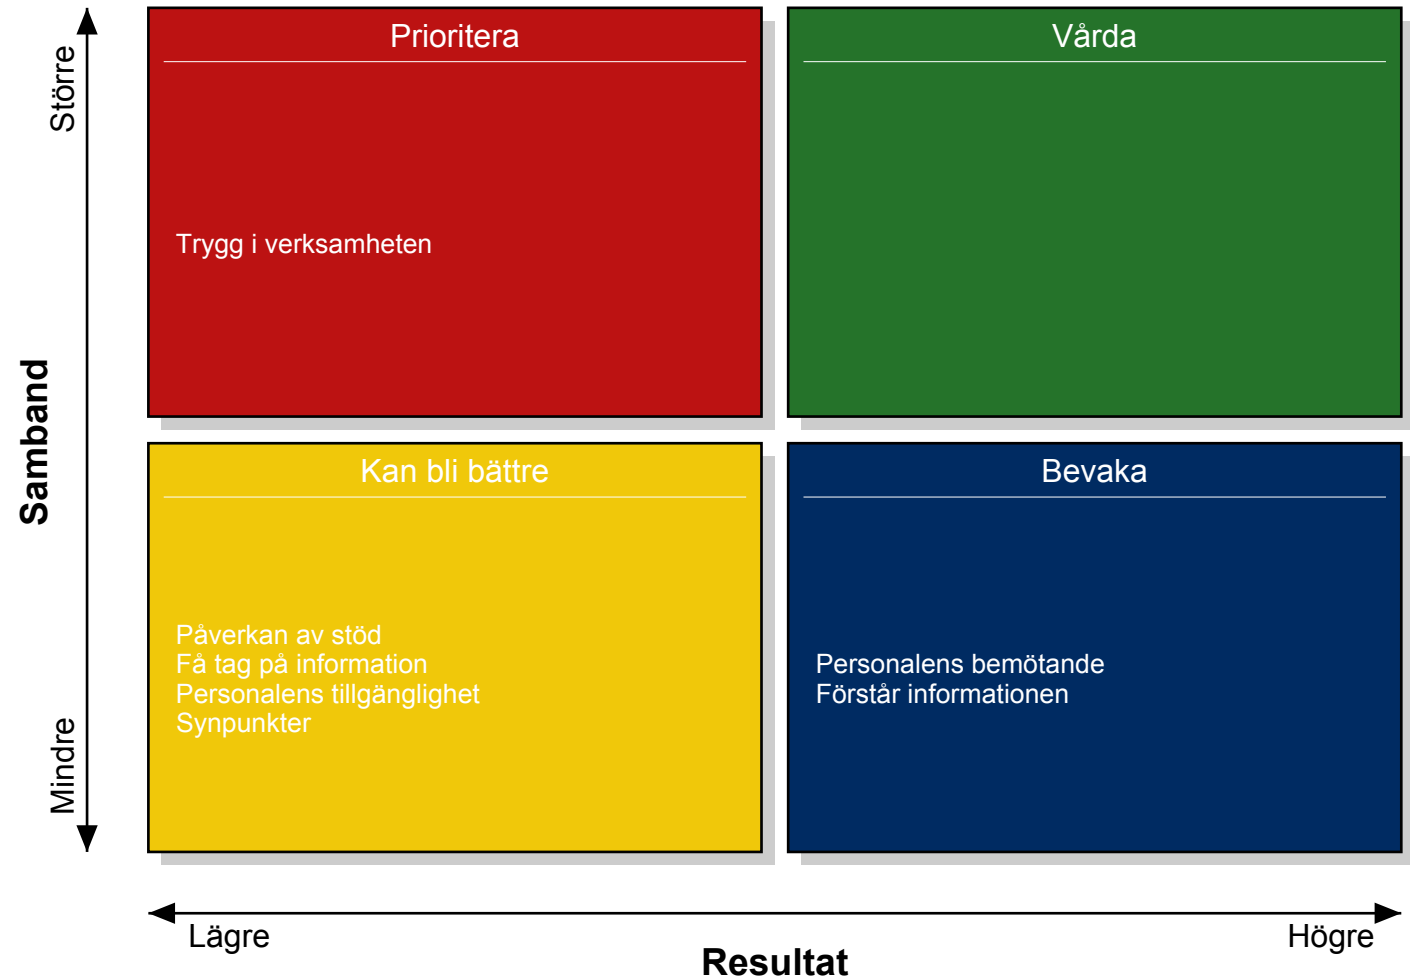 Större
Samband
Mindre
Prioritera
Trygg i verksamheten
Vårda
Kan bli bättre
Påverkan av stöd
Få tag på information
Personalens tillgänglighet
Synpunkter
Bevaka
Personalens bemötande
Förstår informationen
Lägre
Resultat
Högre